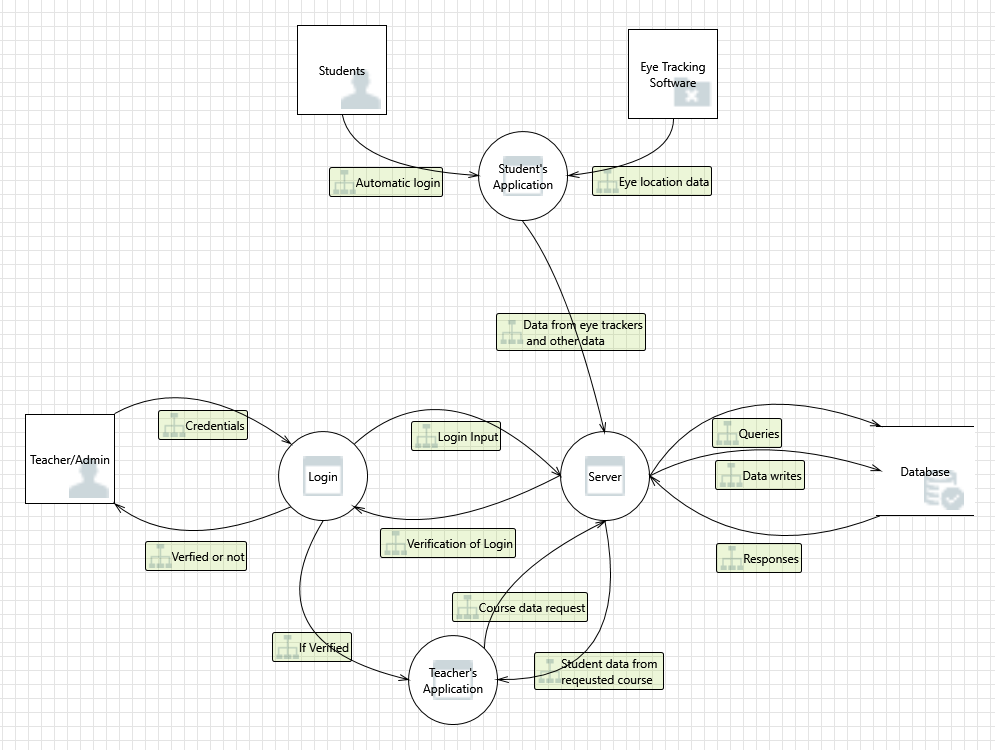 Students
Eye Tracking
Software
Student's
Application
Automatic login
Eye location data
Data from eye trackers
and other data
Credentials
Login Input
Queries
Teacher/Admin
Login
Server
Data writes
Database
Verfied or not
Verification of Login
Responses
Course data request
If Verified
Teacher's
Application
Student data from
reqeusted course